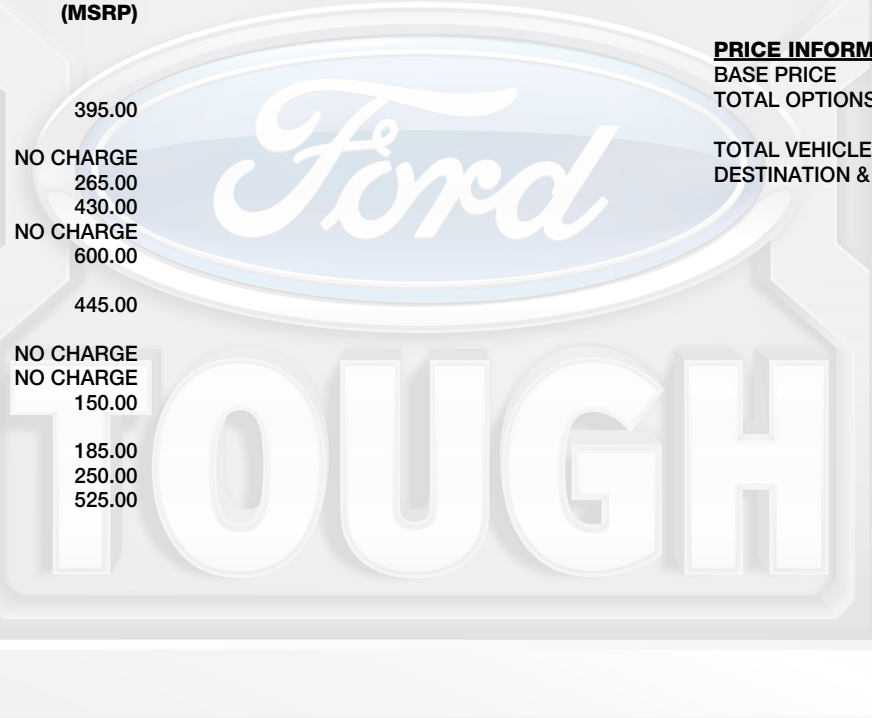 (MSRP)
395.00
NO CHARGE
265.00
430.00
NO CHARGE
600.00
445.00
NO CHARGE
NO CHARGE
150.00
185.00
250.00
525.00
PRICE INFORM
BASE PRICE
TOTAL OPTIONS
TOTAL VEHICLE
DESTINATION &
Ford
TOUGH